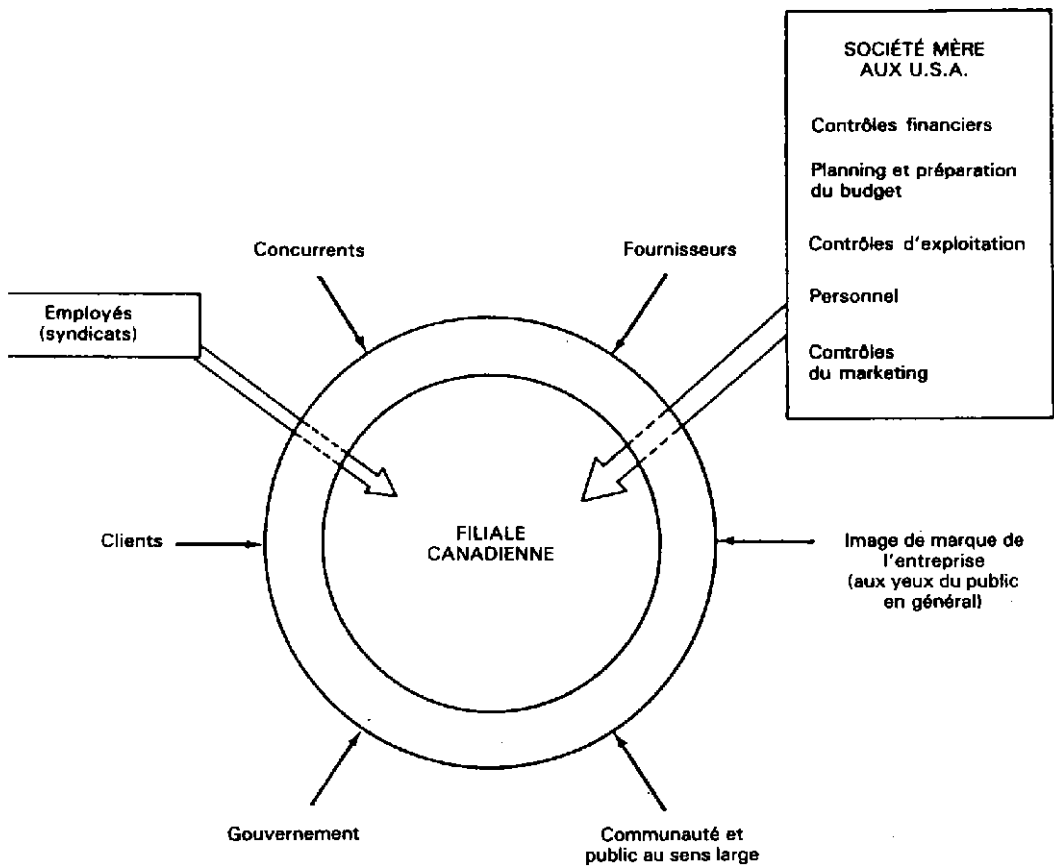 SOCIÉTÉ MÈRE
AUX U.S.A.
Contrôles financiers
Planning et préparation
du budget
Contrôles d'exploitation
Personnel
Contrôles
du marketing
Concurrents
Fournisseurs
Employés
(syndicats)
Clients
FILIALE
CANADIENNE
Image de marque de
l'entreprise
(aux yeux du public
en général)
Gouvernement
Communauté et
public au sens large